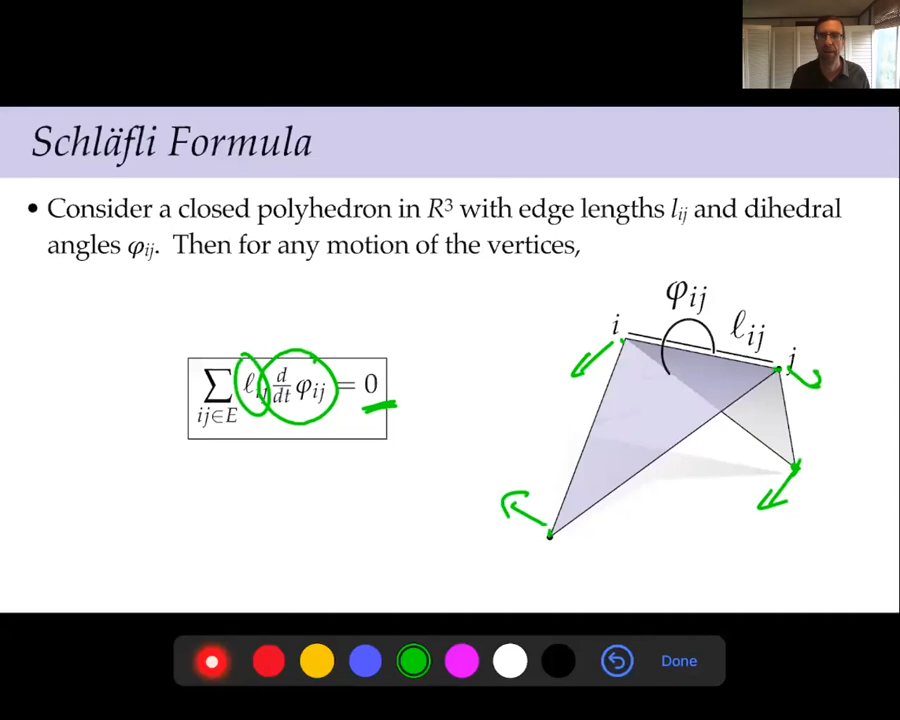 Schläfli Formula
• Consider a closed polyhedron in R³ with edge lengths lᵢⱼ and dihedral
angles φᵢⱼ. Then for any motion of the vertices,
φᵢⱼ
i
ℓᵢⱼ
j
∑ᵢⱼ∈E ℓᵢⱼ d/dt φᵢⱼ = 0
Done